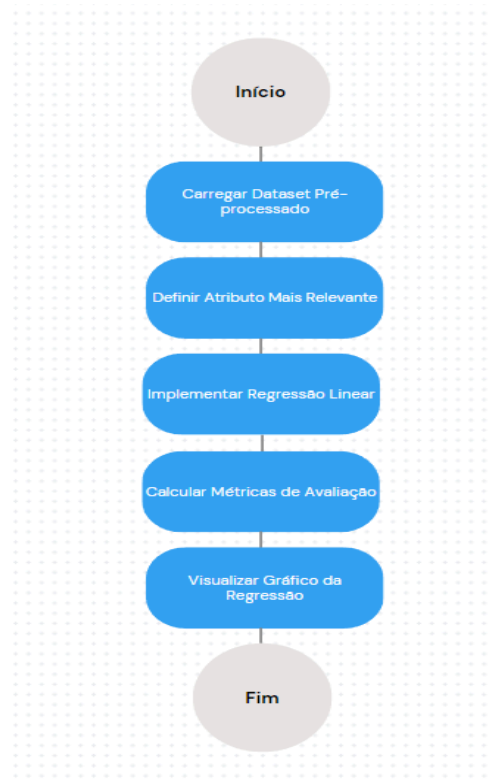 Início
Carregar Dataset Pré-
processado
Definir Atributo Mais Relevante
Implementar Regressão Linear
Calcular Métricas de Avaliação
Visualizar Gráfico da
Regressão
Fim